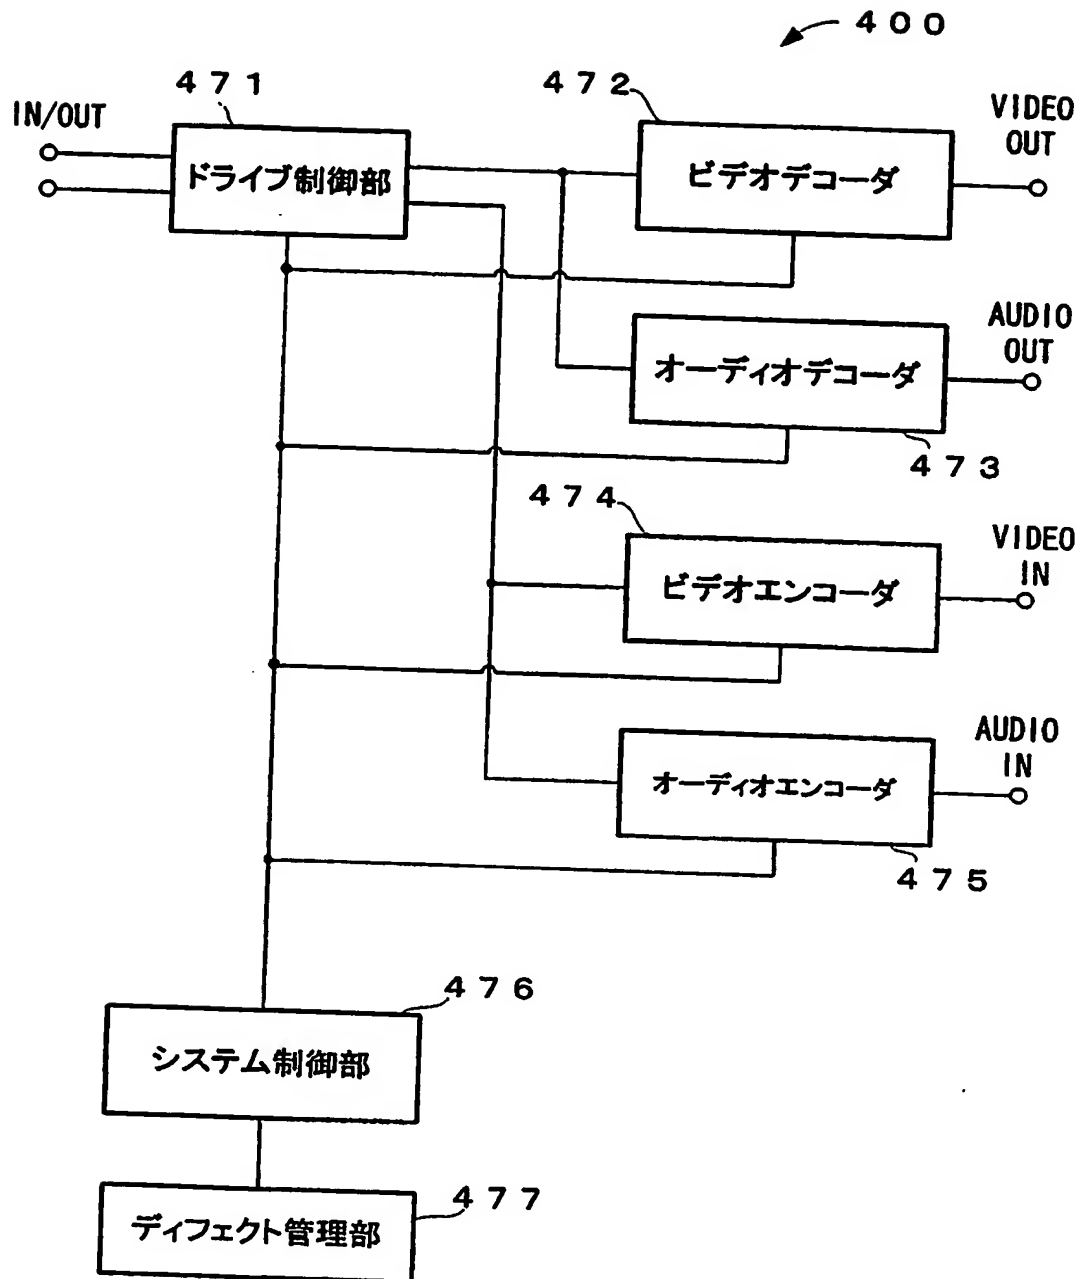 400
471
472
IN/OUT
VIDEO
OUT
ドライブ制御部
ビデオデコーダ
AUDIO
OUT
オーディオデコーダ
473
474
VIDEO
IN
ビデオエンコーダ
AUDIO
IN
オーディオエンコーダ
475
476
システム制御部
477
ディフェクト管理部